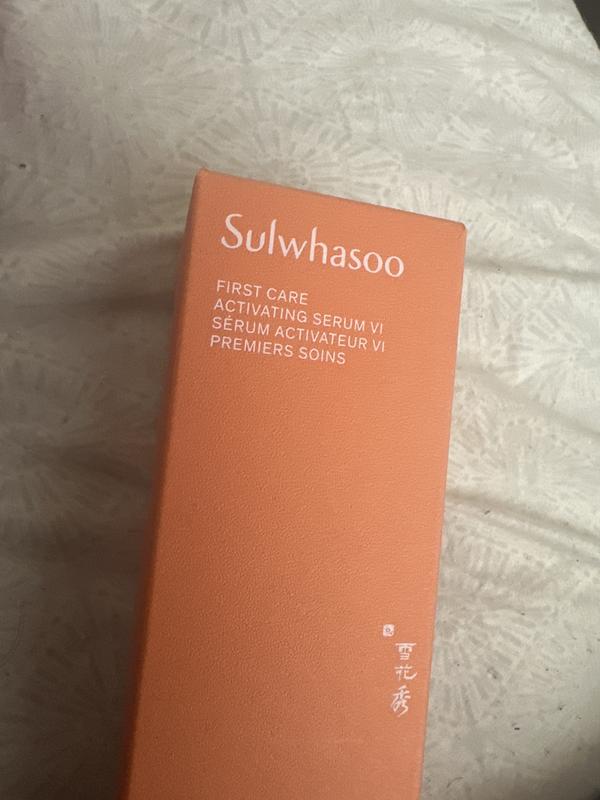 Sulwhasoo
FIRST CARE
ACTIVATING SERUM VI
SÉRUM ACTIVATEUR VI
PREMIERS SOINS
雪花秀